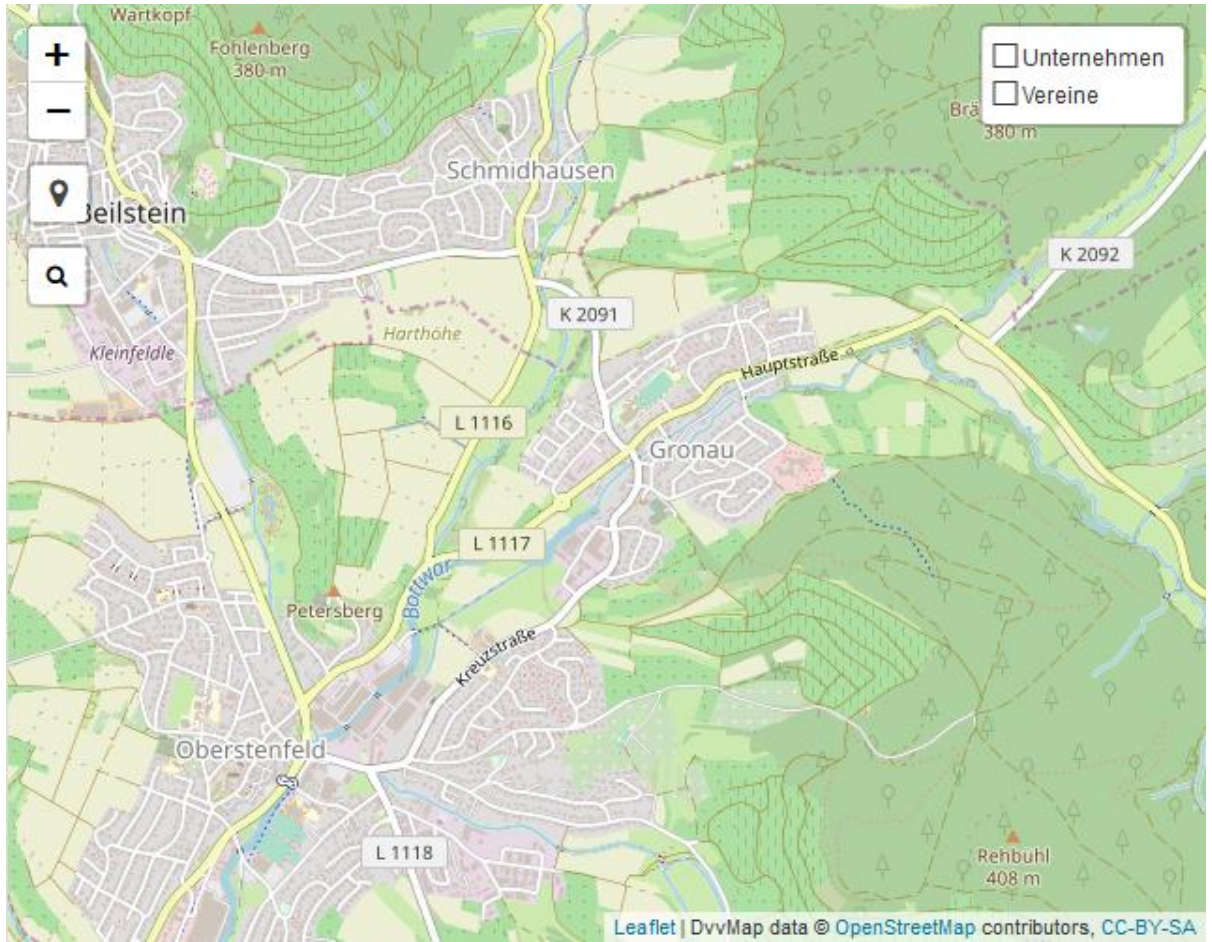 Wartkopf
Fohlenberg
380 m
+
−
Unternehmen
Vereine
380 m
Schmidhausen
Beilstein
K 2092
K 2091
Harthöhe
Kleinfeldle
Hauptstraße
L 1116
Gronau
L 1117
Bottwar
Petersberg
Kreuzstraße
Oberstenfeld
L 1118
Rehbühl
408 m
Leaflet | DvvMap data © OpenStreetMap contributors, CC-BY-SA